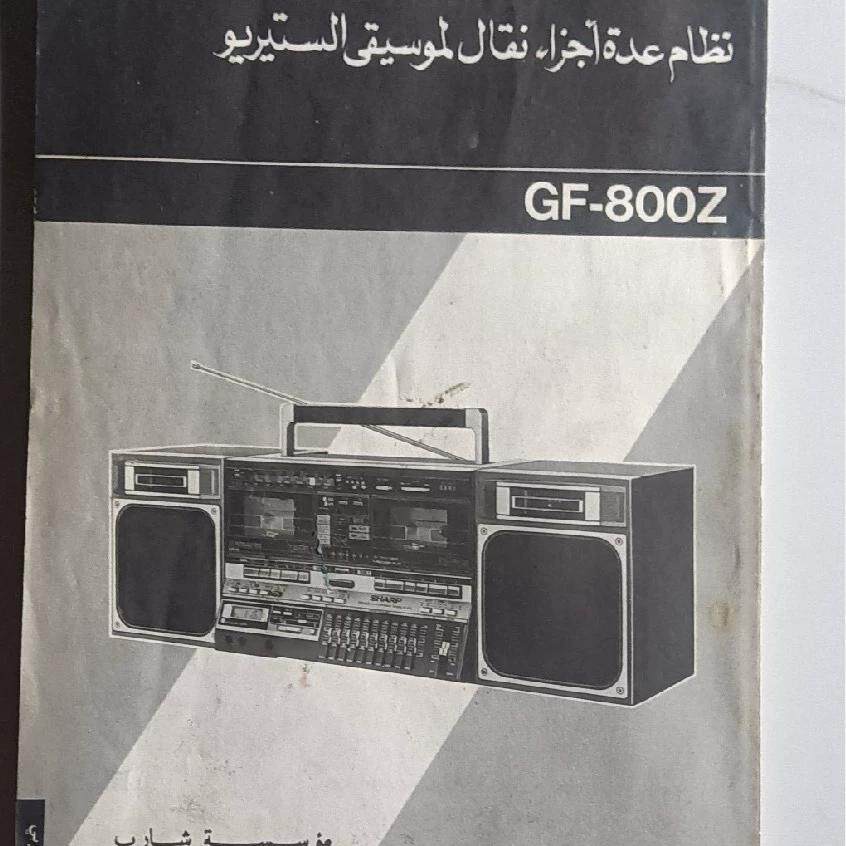 نظام عدة أجزاء نقال لموسيقى الستيريو
GF-800Z
SHARP
مؤسسة شارب